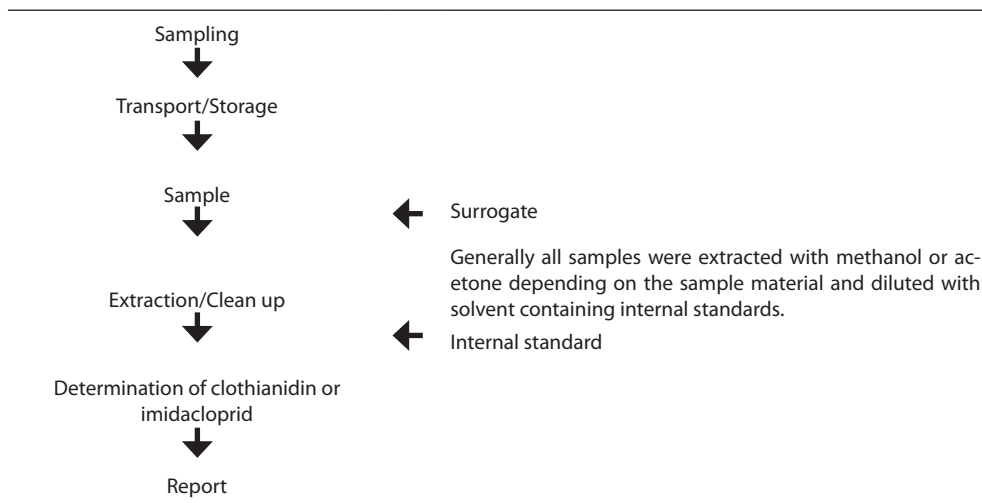 Sampling
Transport/Storage
Sample
Surrogate
Generally all samples were extracted with methanol or ac-
etone depending on the sample material and diluted with
solvent containing internal standards.
Extraction/Clean up
Internal standard
Determination of clothianidin or
imidacloprid
Report